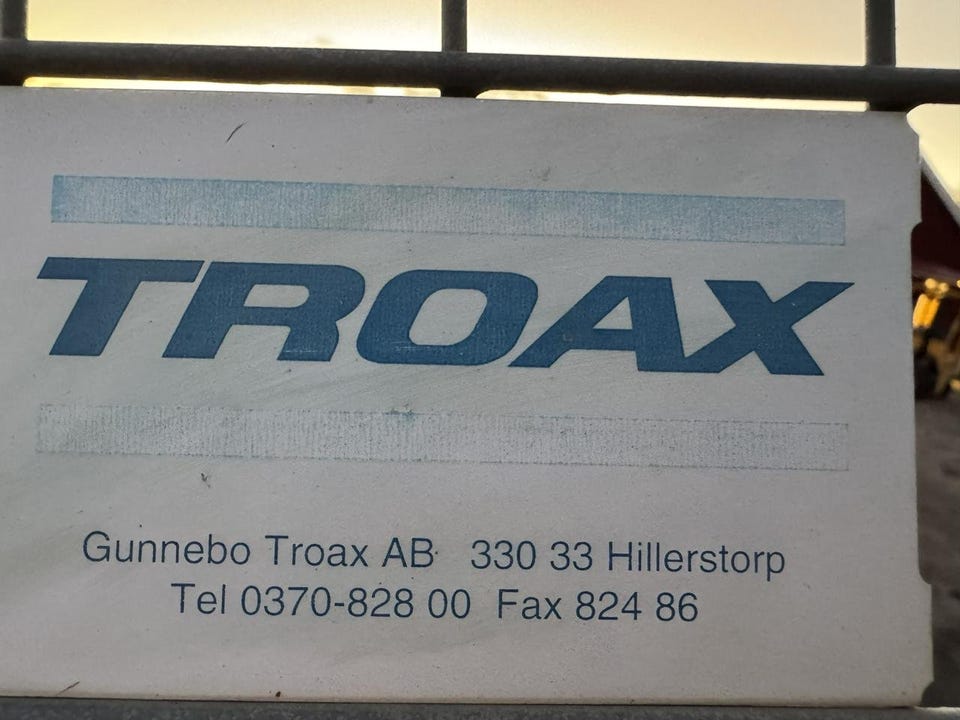 TROAX
Gunnebo Troax AB 330 33 Hillerstorp
Tel 0370-828 00 Fax 824 86